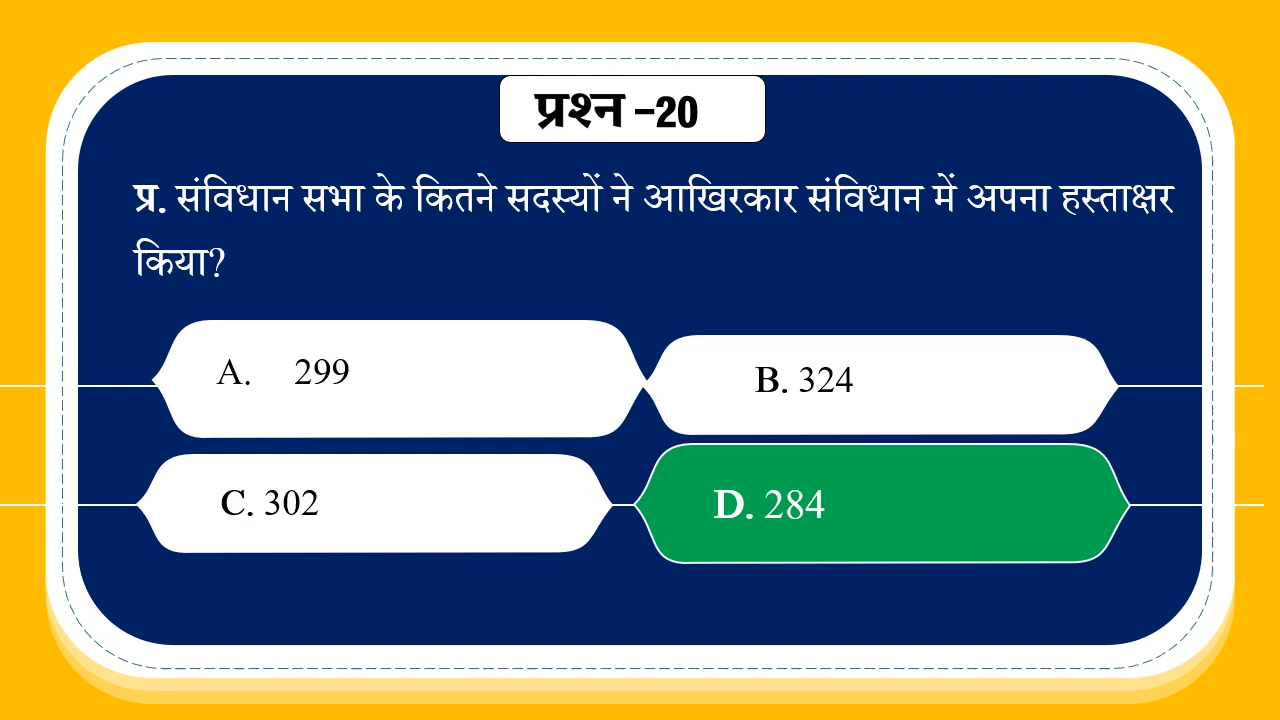 प्रश्न –20
प्र. संविधान सभा के कितने सदस्यों ने आखिरकार संविधान में अपना हस्ताक्षर
किया?
A. 299
B. 324
C. 302
D. 284